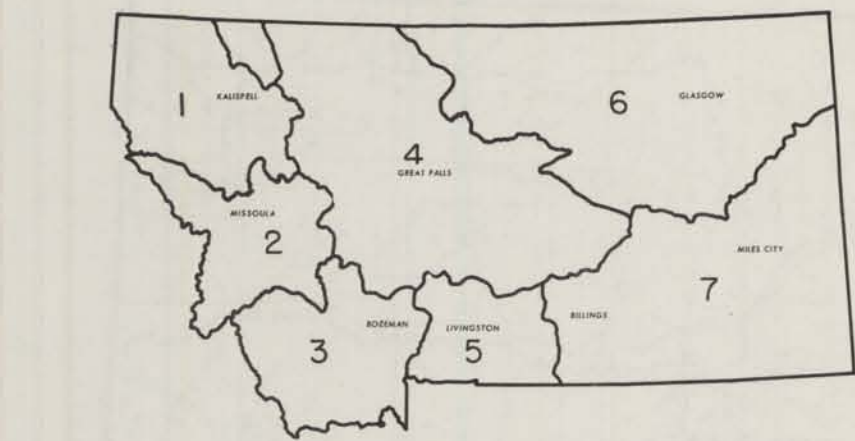 1
KALISPELL
6
GLASGOW
4
GREAT FALLS
MISSOULA
2
MILES CITY
7
BOZEMAN
LIVINGSTON
BILLINGS
3
5